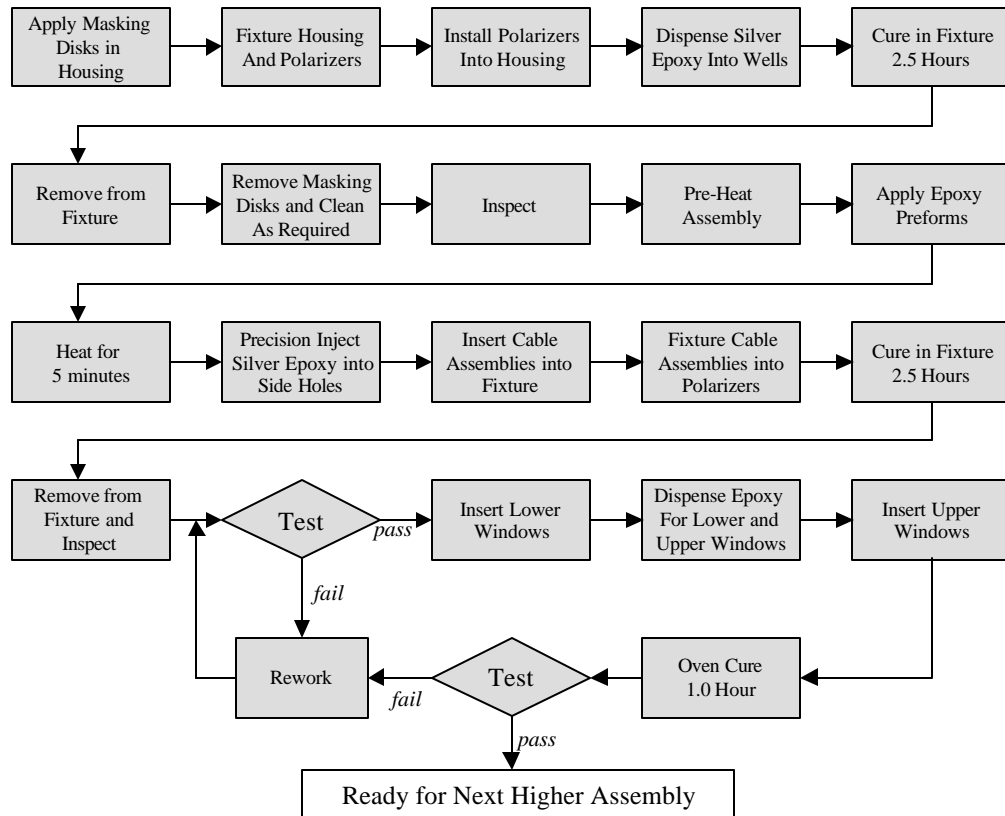 Apply Masking
Disks in
Housing
Fixture Housing
And Polarizers
Install Polarizers
Into Housing
Dispense Silver
Epoxy Into Wells
Cure in Fixture
2.5 Hours
Remove from
Fixture
Remove Masking
Disks and Clean
As Required
Inspect
Pre-Heat
Assembly
Apply Epoxy
Preforms
Heat for
5 minutes
Precision Inject
Silver Epoxy into
Side Holes
Insert Cable
Assemblies into
Fixture
Fixture Cable
Assemblies into
Polarizers
Cure in Fixture
2.5 Hours
Remove from
Fixture and
Inspect
Test
pass
fail
Insert Lower
Windows
Dispense Epoxy
For Lower and
Upper Windows
Insert Upper
Windows
Rework
fail
Test
pass
Oven Cure
1.0 Hour
Ready for Next Higher Assembly